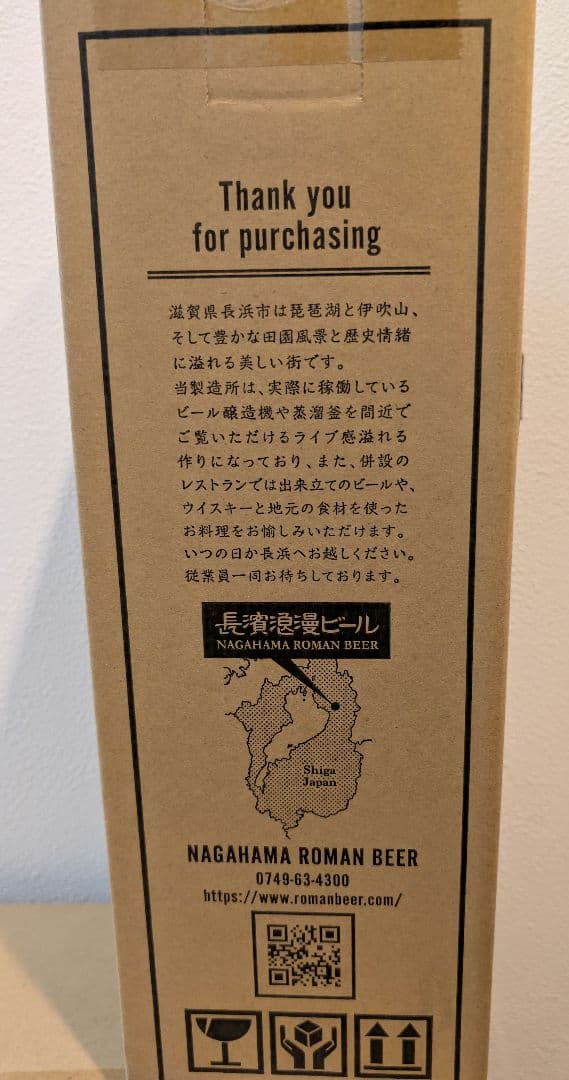 Thank you
for purchasing
滋賀県長浜市は琵琶湖と伊吹山、
そして豊かな田園風景と歴史情緒
に溢れる美しい街です。
当製造所は、実際に稼働している
ビール醸造機や蒸溜釜を間近で
ご覧いただけるライブ感溢れる
作りになっており、また、併設の
レストランでは出来立てのビールや、
ウイスキーと地元の食材を使った
お料理をお愉しみいただけます。
いつの日か長浜へお越しください。
従業員一同お待ちしております。
長濱浪漫ビール
NAGAHAMA ROMAN BEER
Shiga
Japan
NAGAHAMA ROMAN BEER
0749-63-4300
https://www.romanbeer.com/